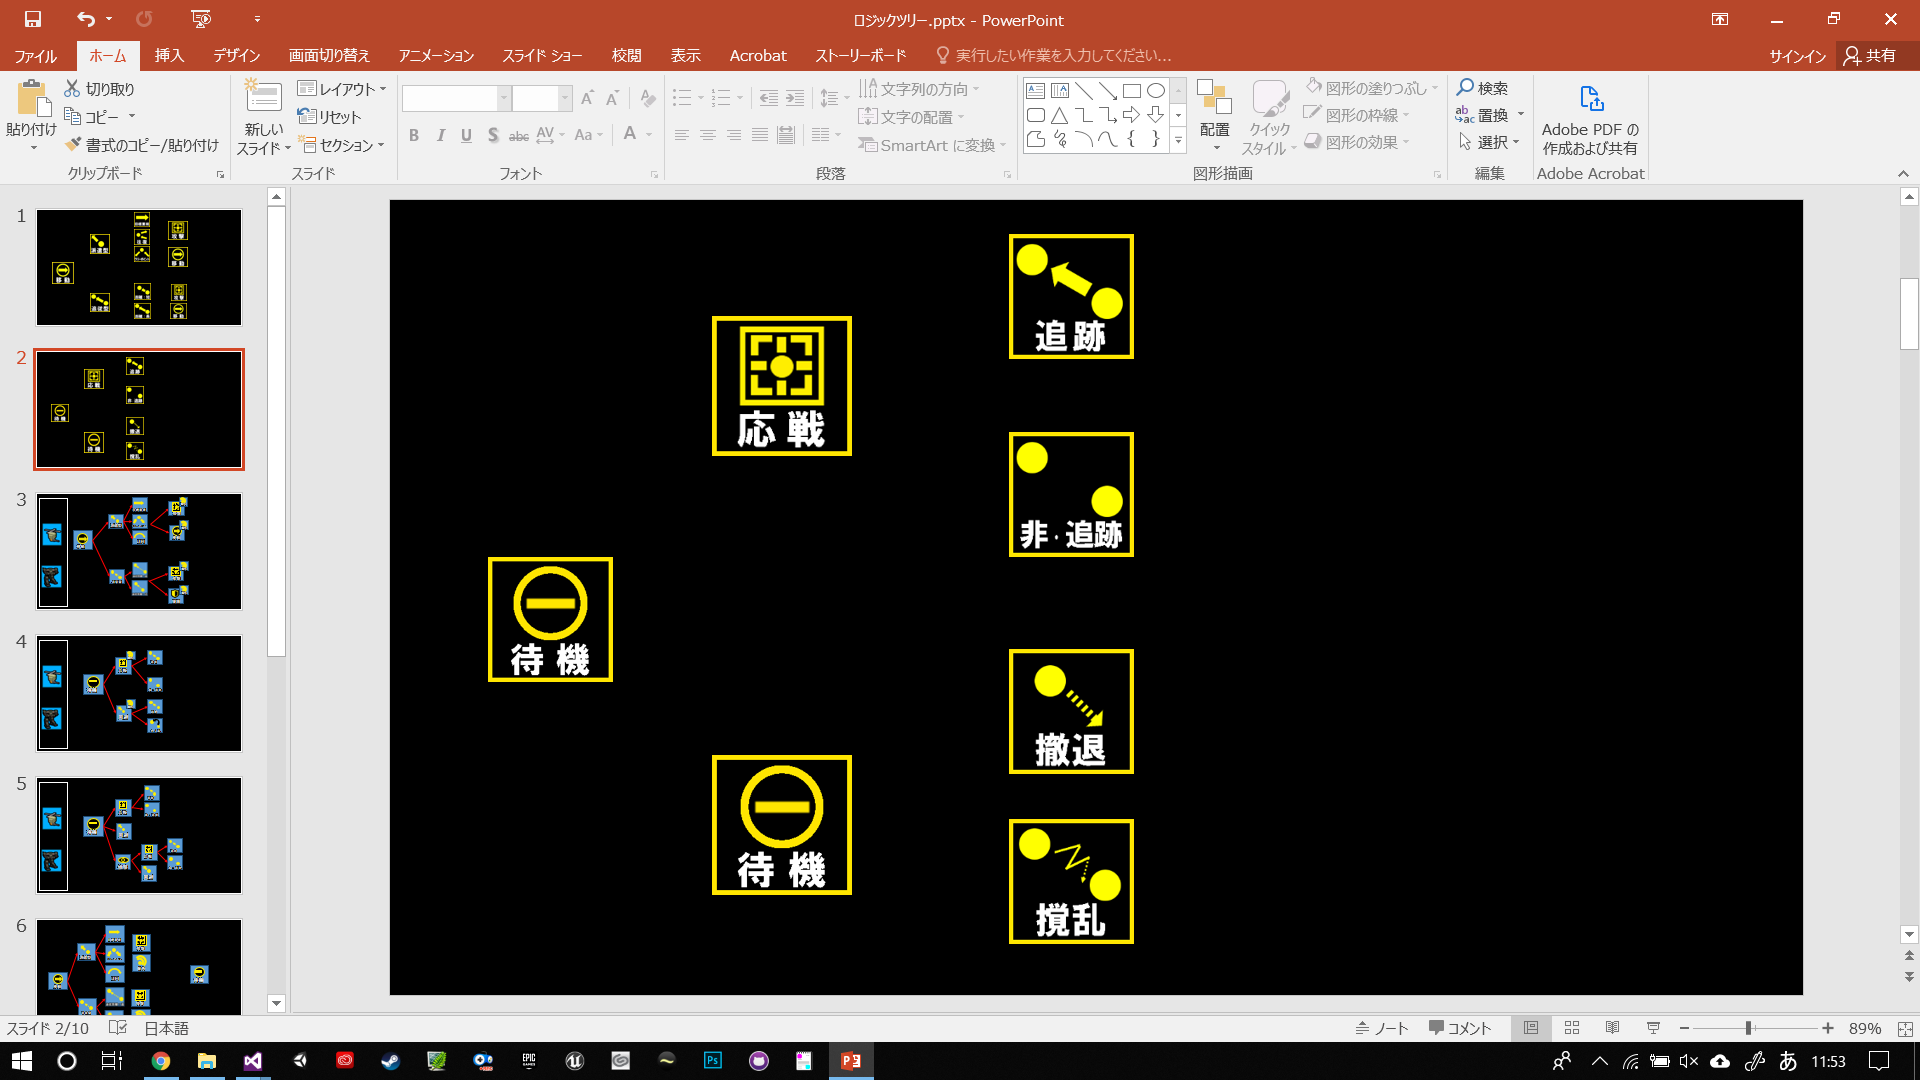 ロジックツリー.pptx - PowerPoint
ファイル
ホーム
挿入
デザイン
画面切り替え
アニメーション
スライド ショー
校閲
表示
Acrobat
ストーリーボード
実行したい作業を入力してください...
サインイン
共有
貼り付け
切り取り
コピー
書式のコピー/貼り付け
クリップボード
新しい
スライド
レイアウト
リセット
セクション
スライド
B I U S abc AV Aa A
フォント
文字列の方向
文字の配置
SmartArt に変換
段落
配置
クイック
スタイル
図形の塗りつぶし
図形の枠線
図形の効果
図形描画
検索
置換
選択
編集
Adobe PDF の
作成および共有
Adobe Acrobat
1
2
3
4
5
6
応戦
待機
待機
追跡
非・追跡
撤退
撹乱
スライド 2/10
日本語
ノート
コメント
89%
あ
11:53